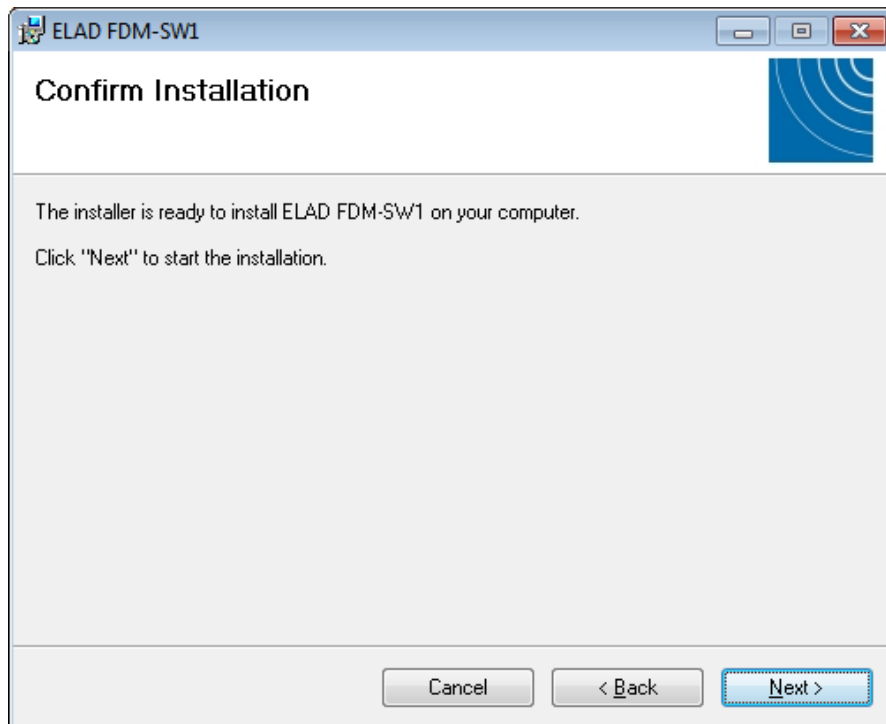 ELAD FDM-SW1
Confirm Installation
The installer is ready to install ELAD FDM-SW1 on your computer.
Click "Next" to start the installation.
Cancel
< Back
Next >